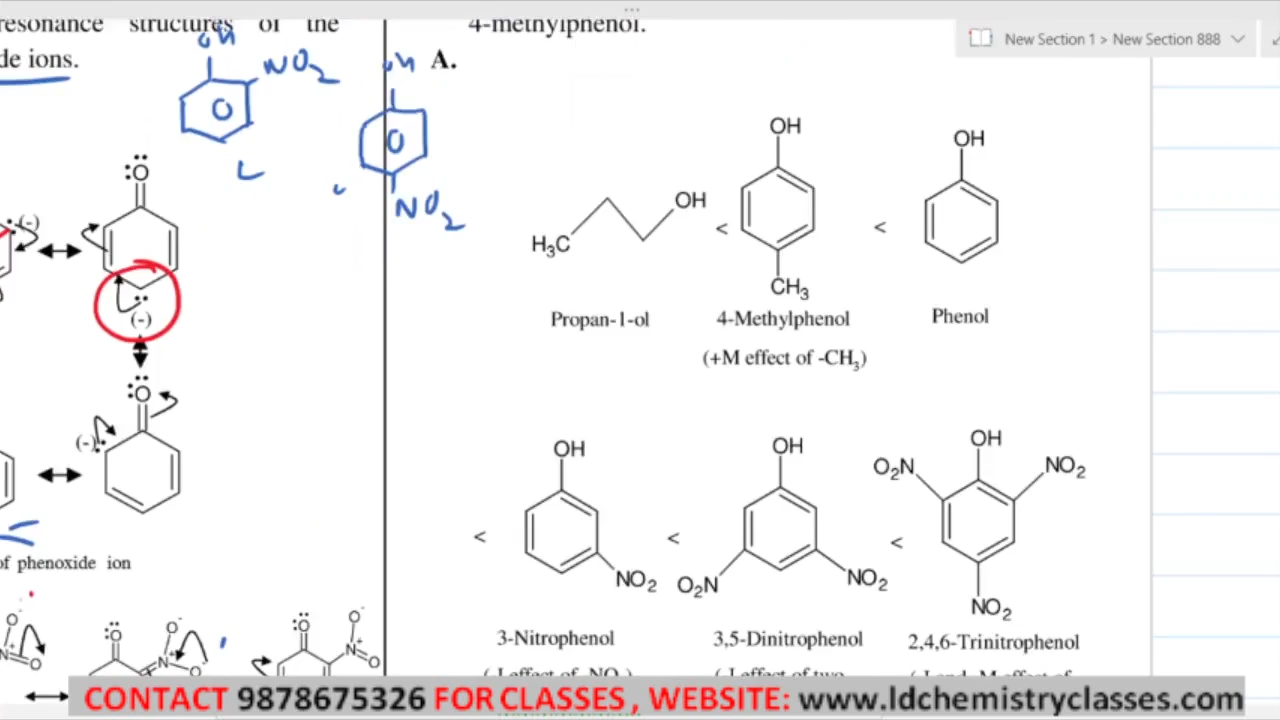 resonance structures of the
de ions.
OH
NO2
OH
NO2
:Ö
(-)
(-)
:Ö
(-)
of phenoxide ion
4-methylphenol.
A.
New Section 1 > New Section 888
OH
OH
OH
H3C
<
<
CH3
Propan-1-ol
4-Methylphenol
Phenol
(+M effect of -CH3)
OH
OH
OH
O2N
NO2
<
<
<
NO2
O2N
NO2
NO2
3-Nitrophenol
3,5-Dinitrophenol
2,4,6-Trinitrophenol
CONTACT 9878675326 FOR CLASSES , WEBSITE: www.ldchemistryclasses.com